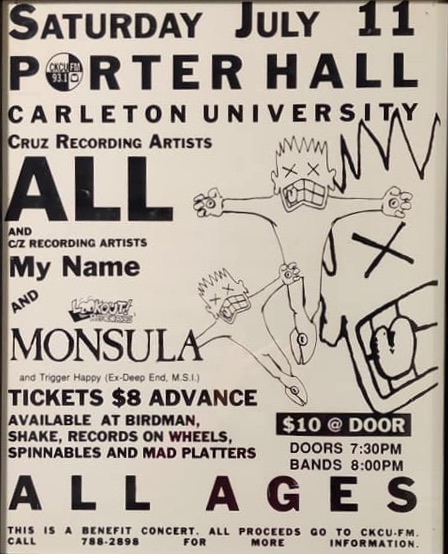 SATURDAY JULY 11
CKCU FM
93.1
PORTER HALL
CARLETON UNIVERSITY
CRUZ RECORDING ARTISTS
ALL
AND
C/Z RECORDING ARTISTS
My Name
AND
LOOKOUT!
RECORDS
MONSULA
and Trigger Happy (Ex-Deep End, M.S.I.)
TICKETS $8 ADVANCE
AVAILABLE AT BIRDMAN,
SHAKE, RECORDS ON WHEELS,
SPINNABLES AND MAD PLATTERS
$10 @ DOOR
DOORS 7:30PM
BANDS 8:00PM
ALL AGES
THIS IS A BENEFIT CONCERT. ALL PROCEEDS GO TO CKCU-FM.
CALL 788-2898 FOR MORE INFORMATION.